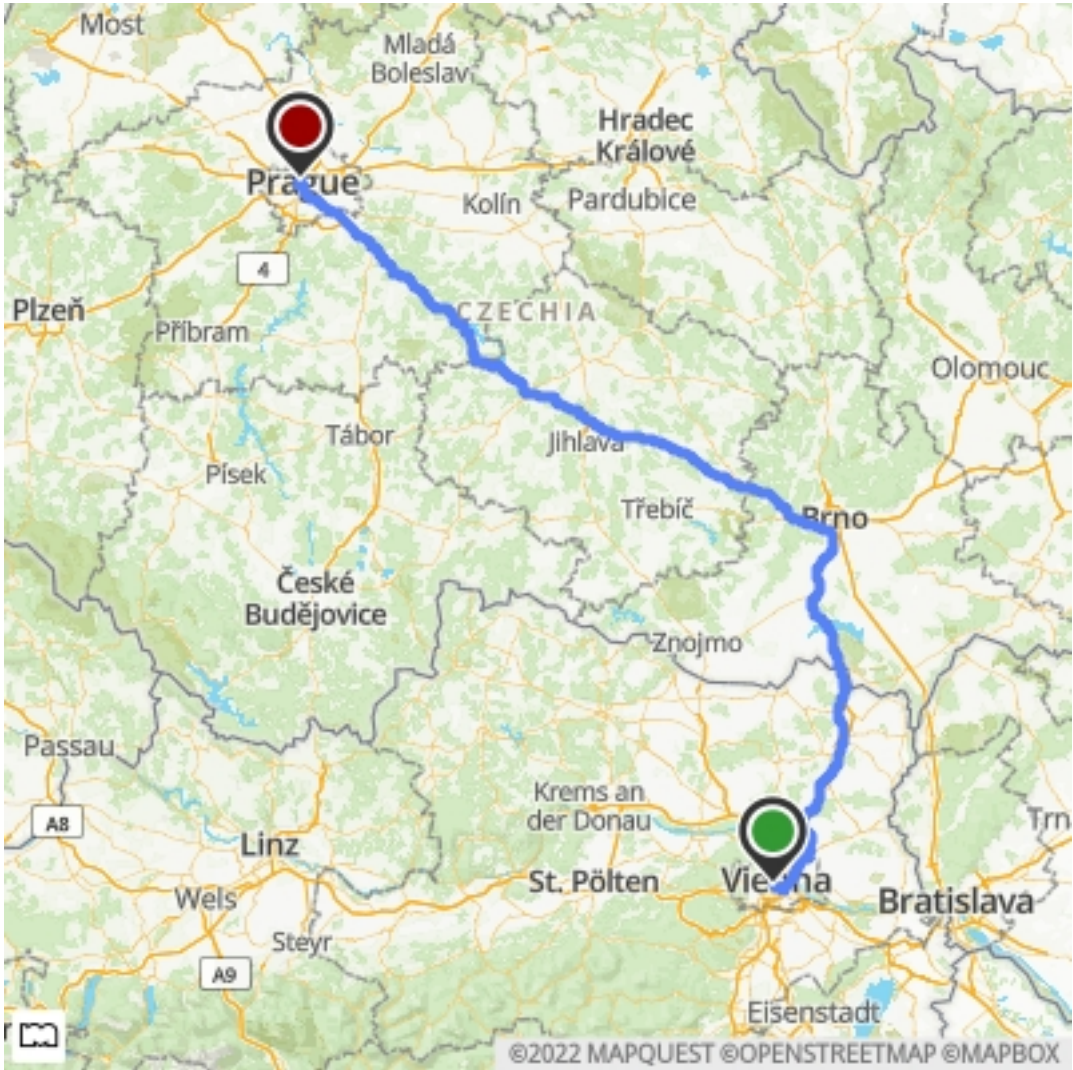 Most
Mladá
Boleslav
Hradec
Králové
Prague
Kolín
Pardubice
4
CZECHIA
Plzeň
Příbram
Olomouc
Tábor
Jihlava
Písek
Třebíč
Brno
České
Budějovice
Znojmo
Passau
Krems an
der Donau
A8
Linz
St. Pölten
Vienna
Wels
Bratislava
Steyr
A9
Eisenstadt
©2022 MAPQUEST ©OPENSTREETMAP ©MAPBOX